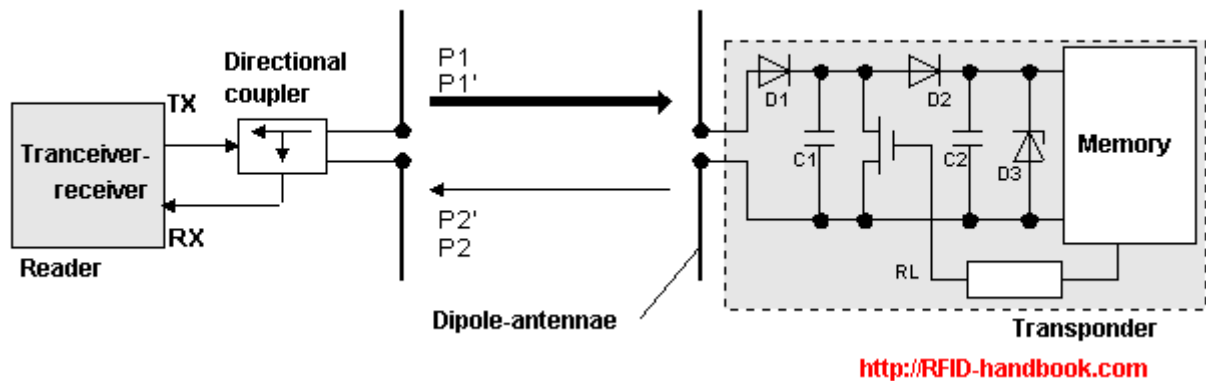 Tranceiver-
receiver
Reader
TX
RX
Directional
coupler
P1
P1'
P2'
P2
Dipole-antennae
D1
C1
D2
C2
D3
RL
Memory
Transponder
http://RFID-handbook.com